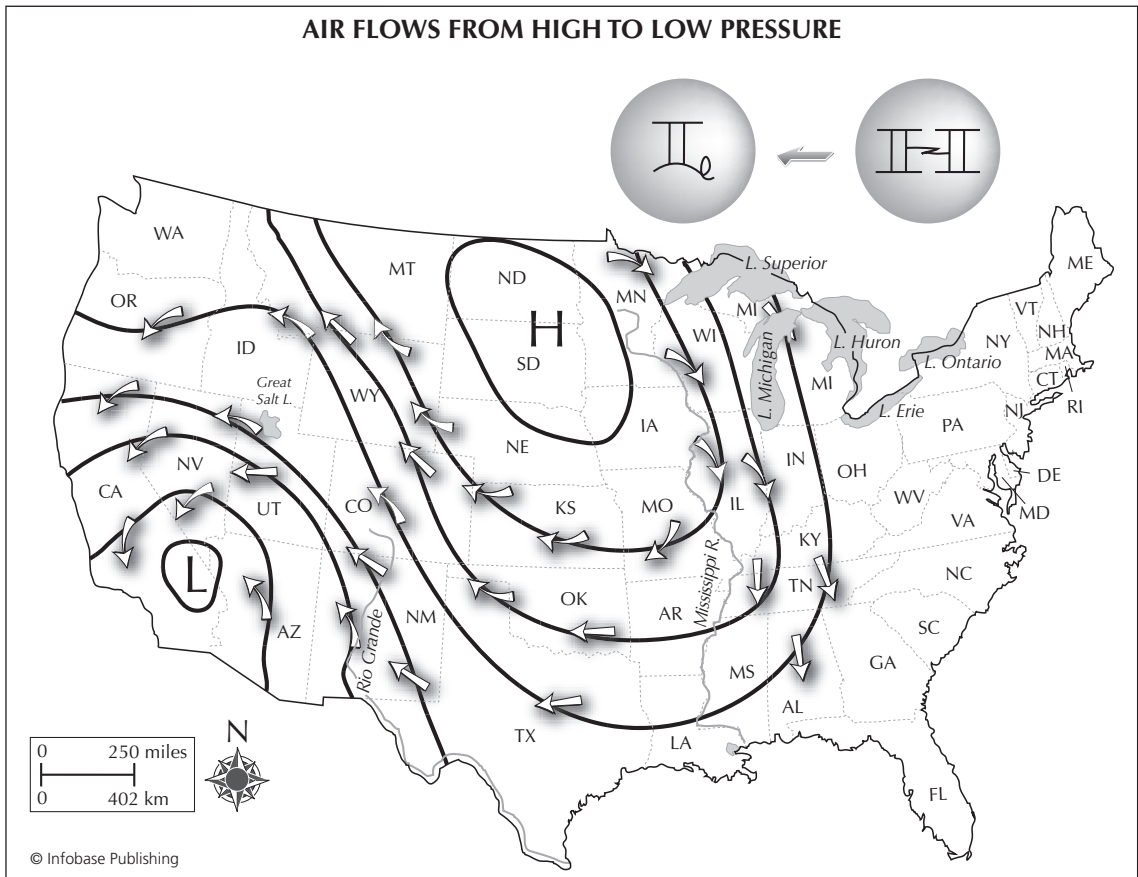 AIR FLOWS FROM HIGH TO LOW PRESSURE
WA
MT
ND
MN
L. Superior
ME
OR
ID
WY
SD
H
WI
MI
L. Michigan
L. Huron
MI
L. Ontario
L. Erie
NY
VT
NH
MA
CT
RI
Great
Salt L.
NE
IA
PA
NJ
NV
CA
UT
CO
KS
MO
IL
IN
OH
WV
VA
DE
MD
KY
L
AZ
NM
OK
AR
Mississippi R.
TN
NC
SC
Rio Grande
TX
LA
MS
AL
GA
FL
N
0 250 miles
0 402 km
© Infobase Publishing